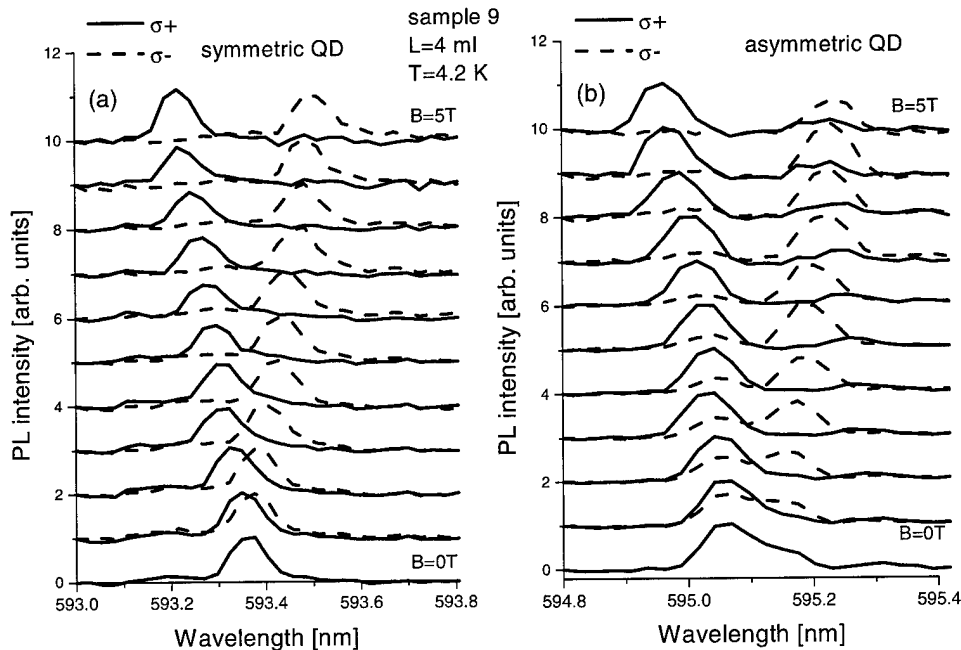 sample 9
L=4 ml
T=4.2 K
σ+
σ-
symmetric QD
(a)
B=5T
B=0T
12
10
8
6
4
2
0
593.0
593.2
593.4
593.6
593.8
PL intensity [arb. units]
Wavelength [nm]
σ+
σ-
asymmetric QD
(b)
B=5T
B=0T
12
10
8
6
4
2
0
594.8
595.0
595.2
595.4
PL intensity [arb. units]
Wavelength [nm]